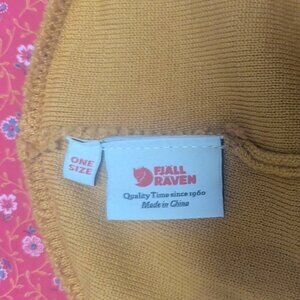 ONE
SIZE
FJÄLL
RÄVEN
Quality Time since 1960
Made in China